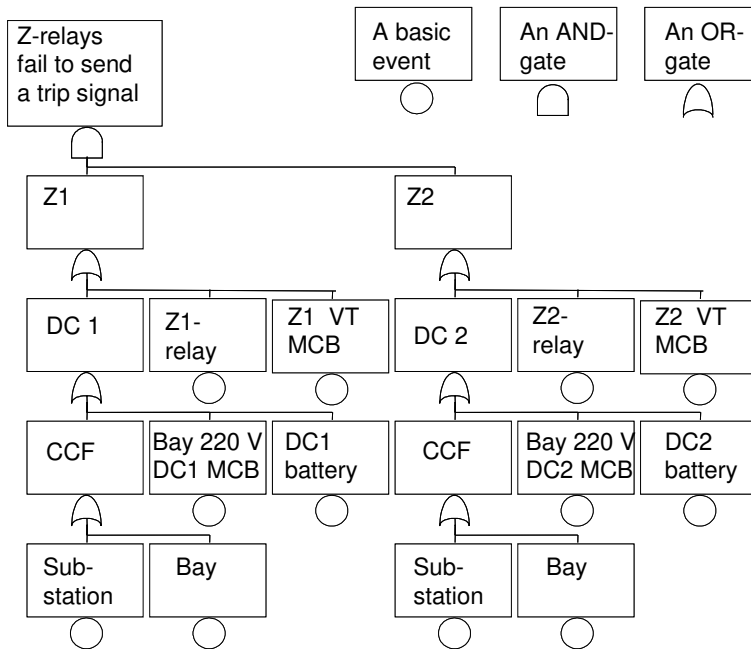 Z-relays
fail to send
a trip signal
A basic
event
An AND-
gate
An OR-
gate
Z1
Z2
DC 1
Z1-
relay
Z1 VT
MCB
DC 2
Z2-
relay
Z2 VT
MCB
CCF
Bay 220 V
DC1 MCB
DC1
battery
CCF
Bay 220 V
DC2 MCB
DC2
battery
Sub-
station
Bay
Sub-
station
Bay